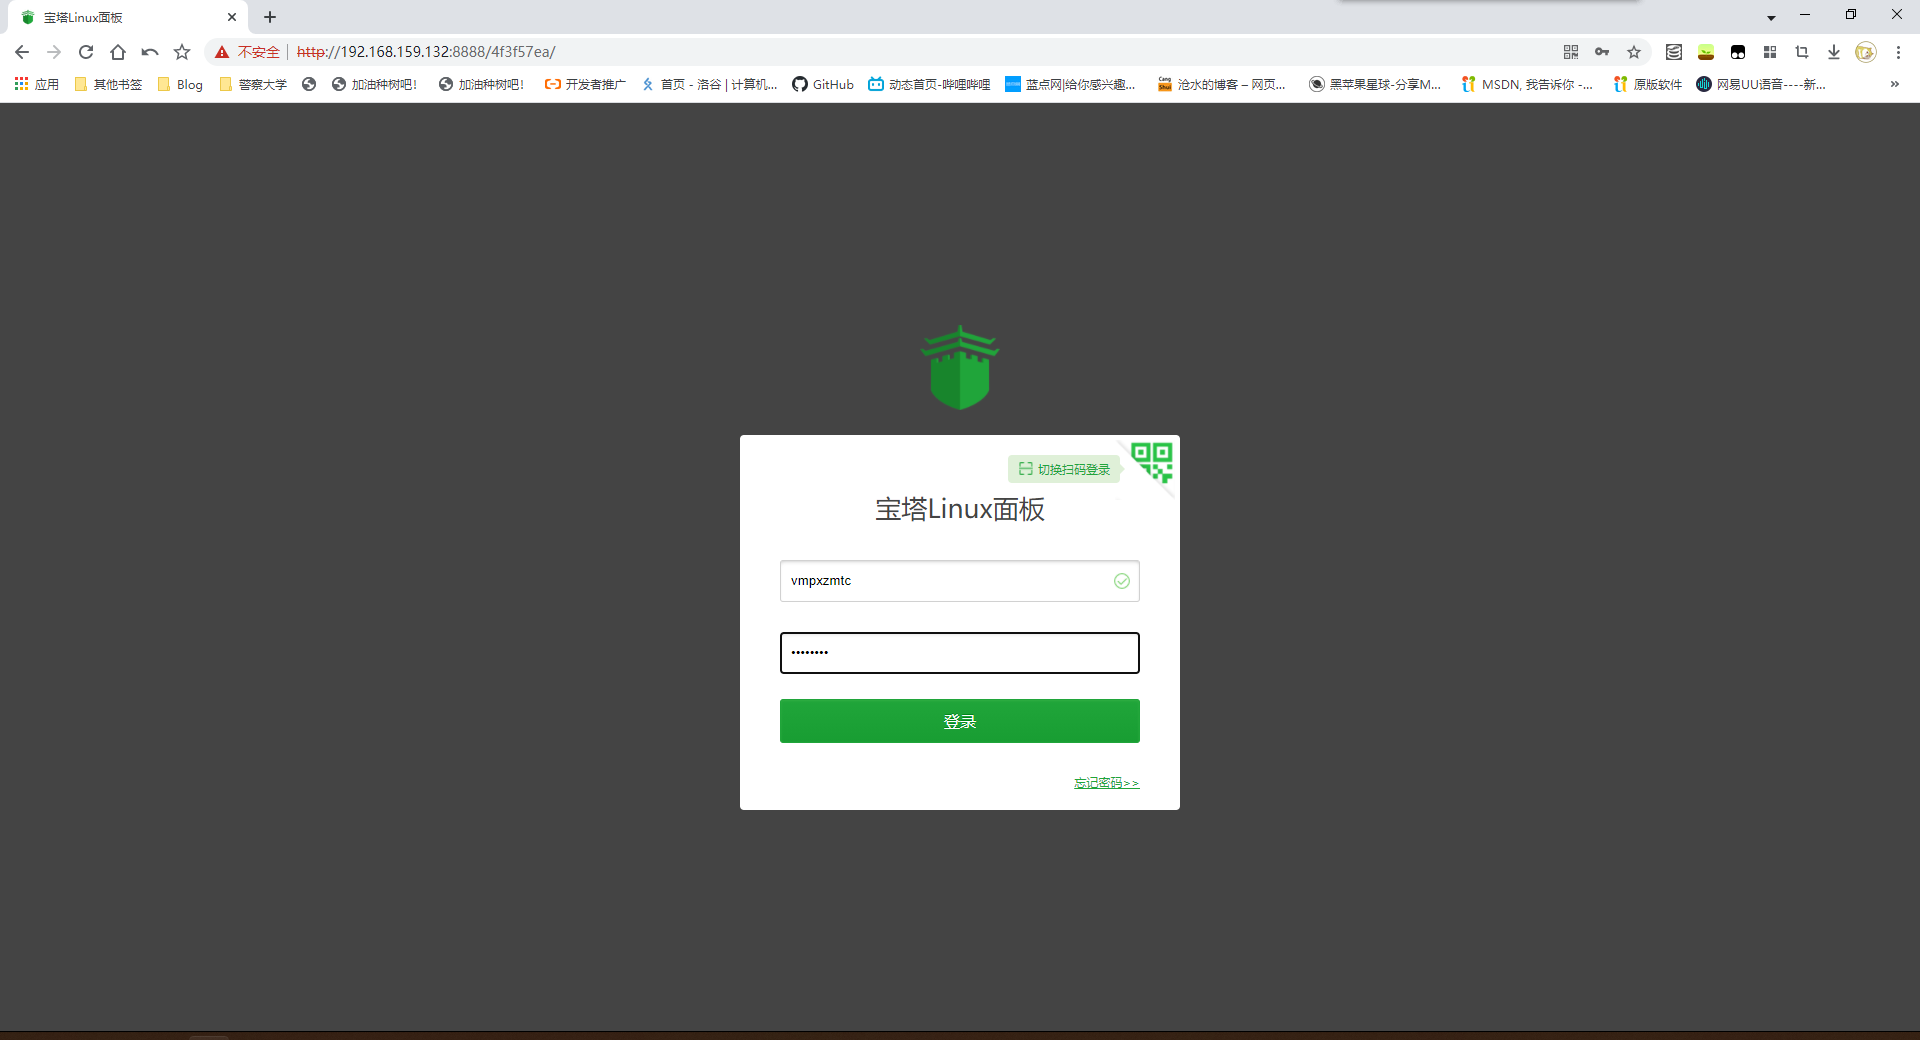 宝塔Linux面板
不安全 http://192.168.159.132:8888/4f3f57ea/
应用 其他书签 Blog 警察大学 加油种树吧! 加油种树吧! 开发者推广 首页 - 洛谷 | 计算机... GitHub 动态首页-哔哩哔哩 蓝点网|给你感兴趣... 沧水的博客 – 网页... 黑苹果星球-分享M... MSDN, 我告诉你 -... 原版软件 网易UU语音----新... »
切换扫码登录
宝塔Linux面板
vmpxzmtc
••••••••
登录
忘记密码>>